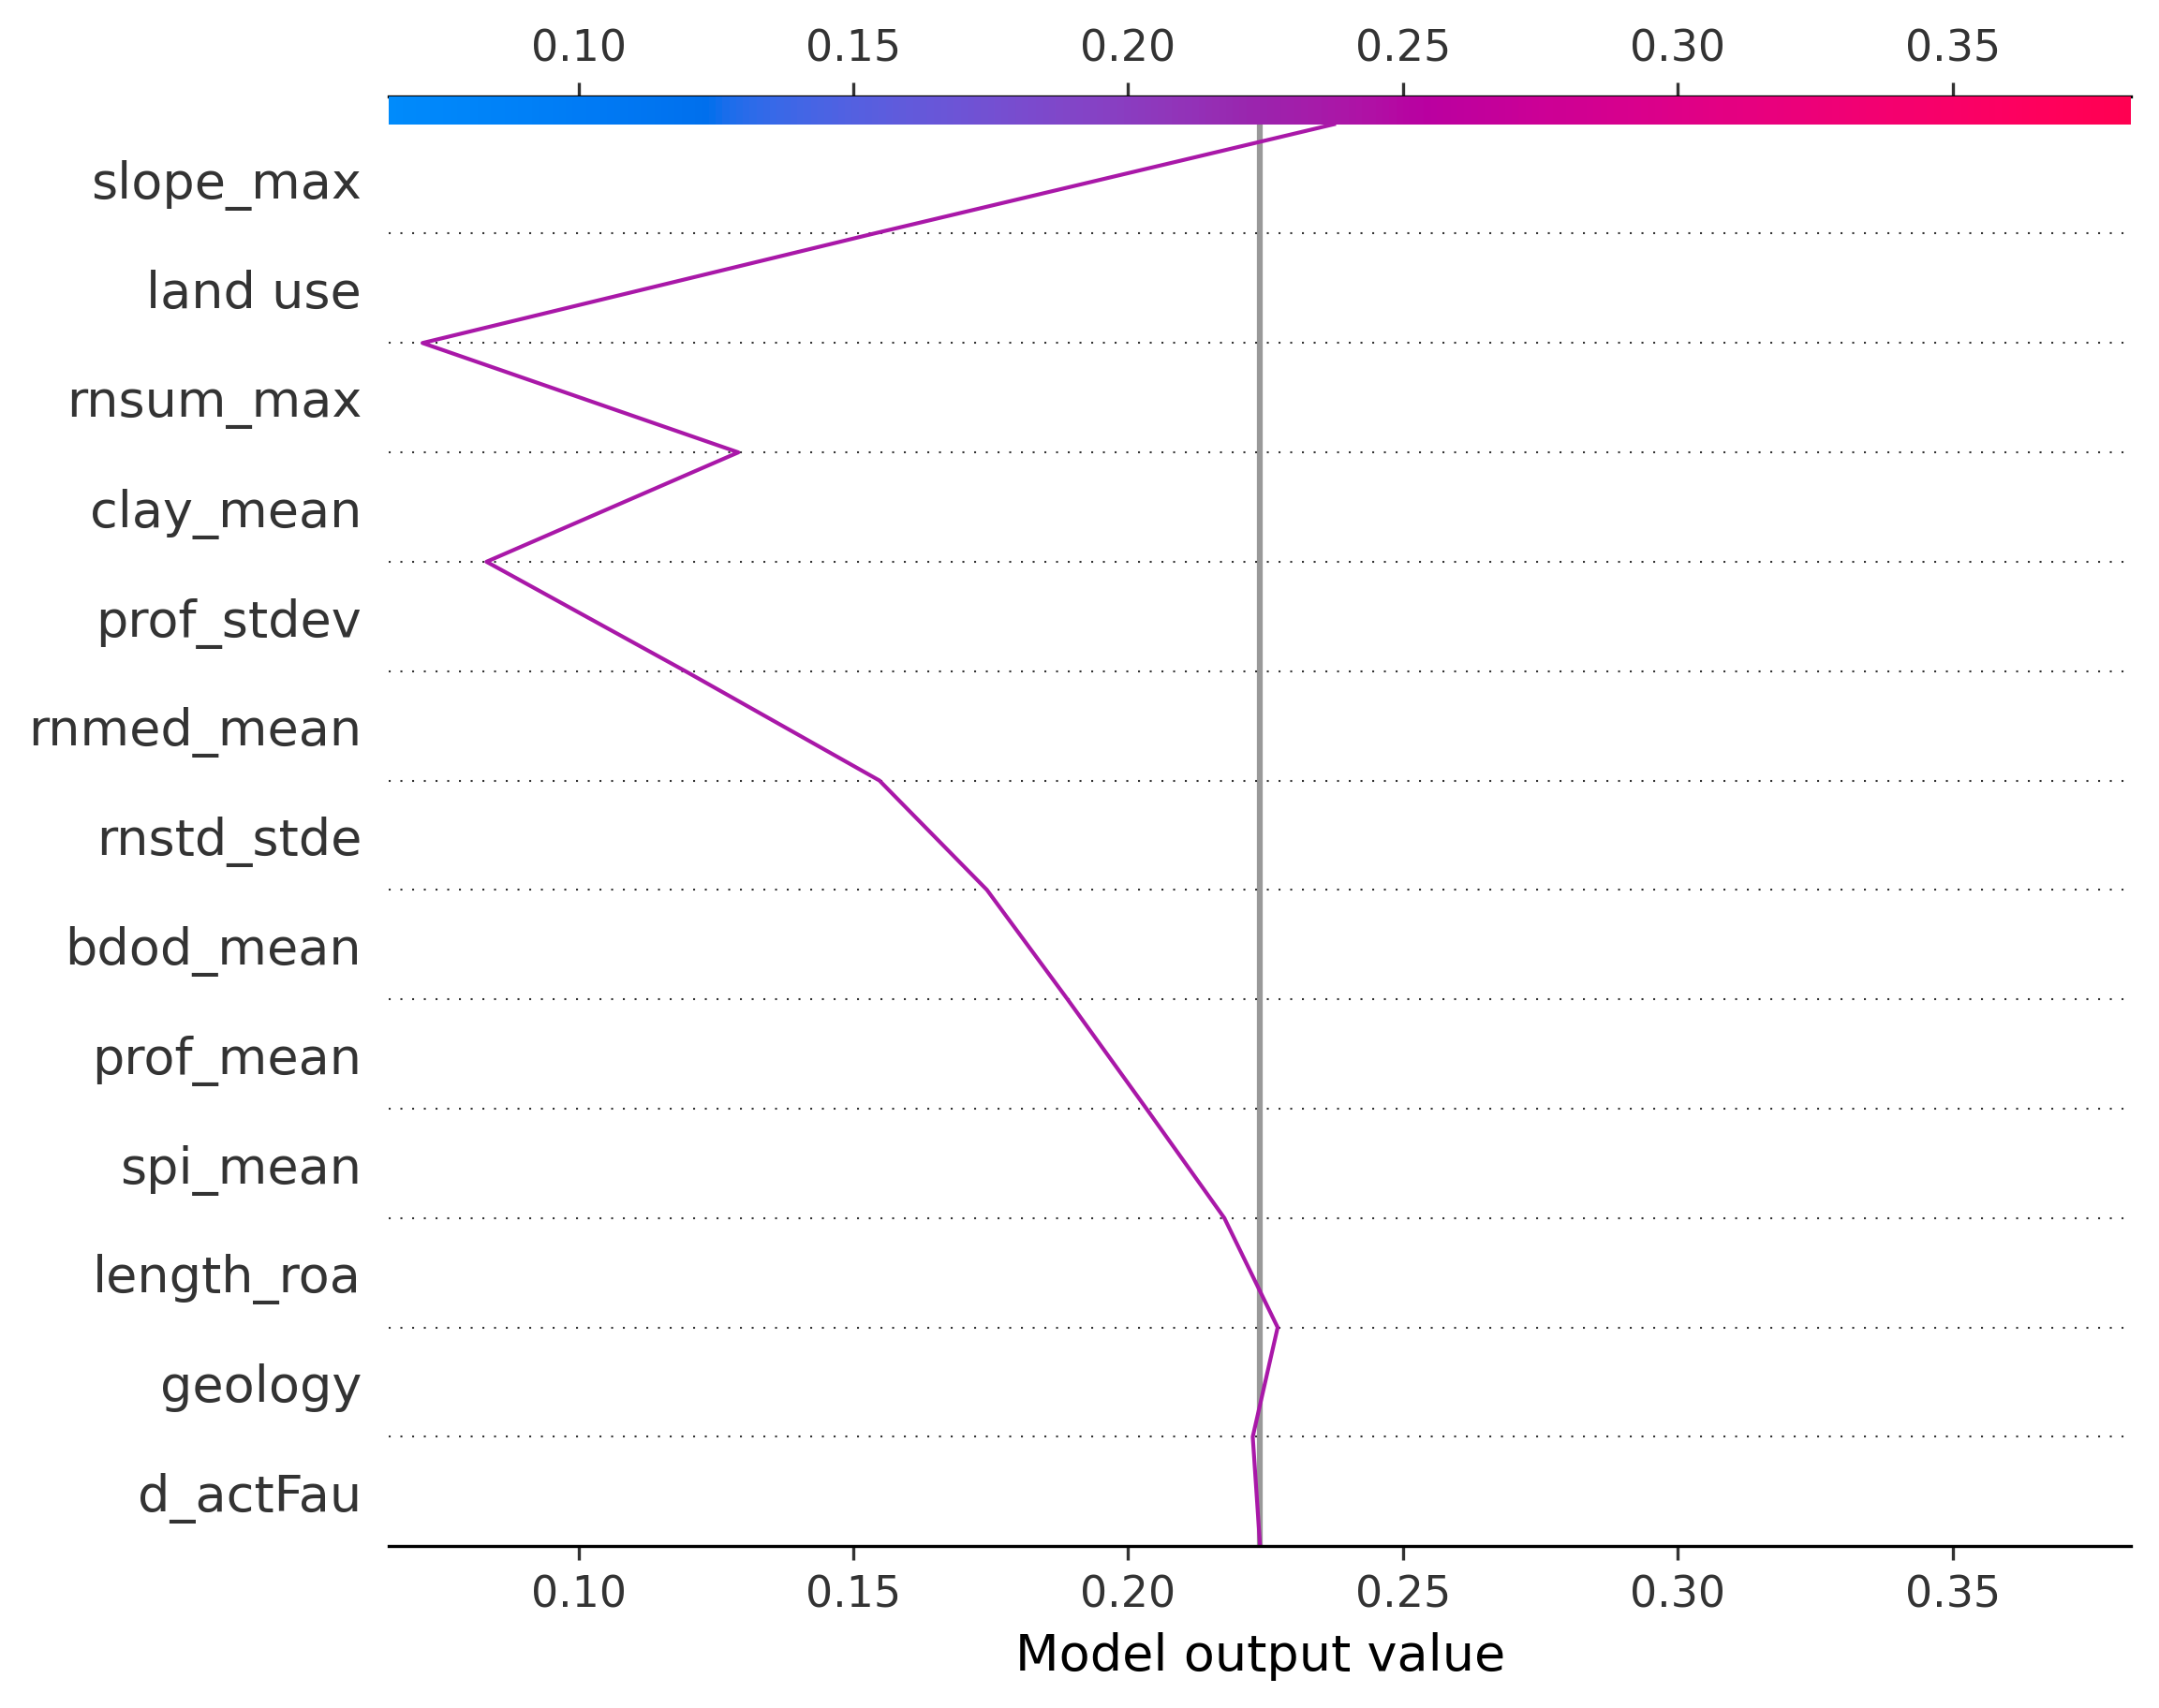 0.10 0.15 0.20 0.25 0.30 0.35
slope_max
land use
rnsum_max
clay_mean
prof_stdev
rnmed_mean
rnstd_stde
bdod_mean
prof_mean
spi_mean
length_roa
geology
d_actFau
0.10 0.15 0.20 0.25 0.30 0.35
Model output value